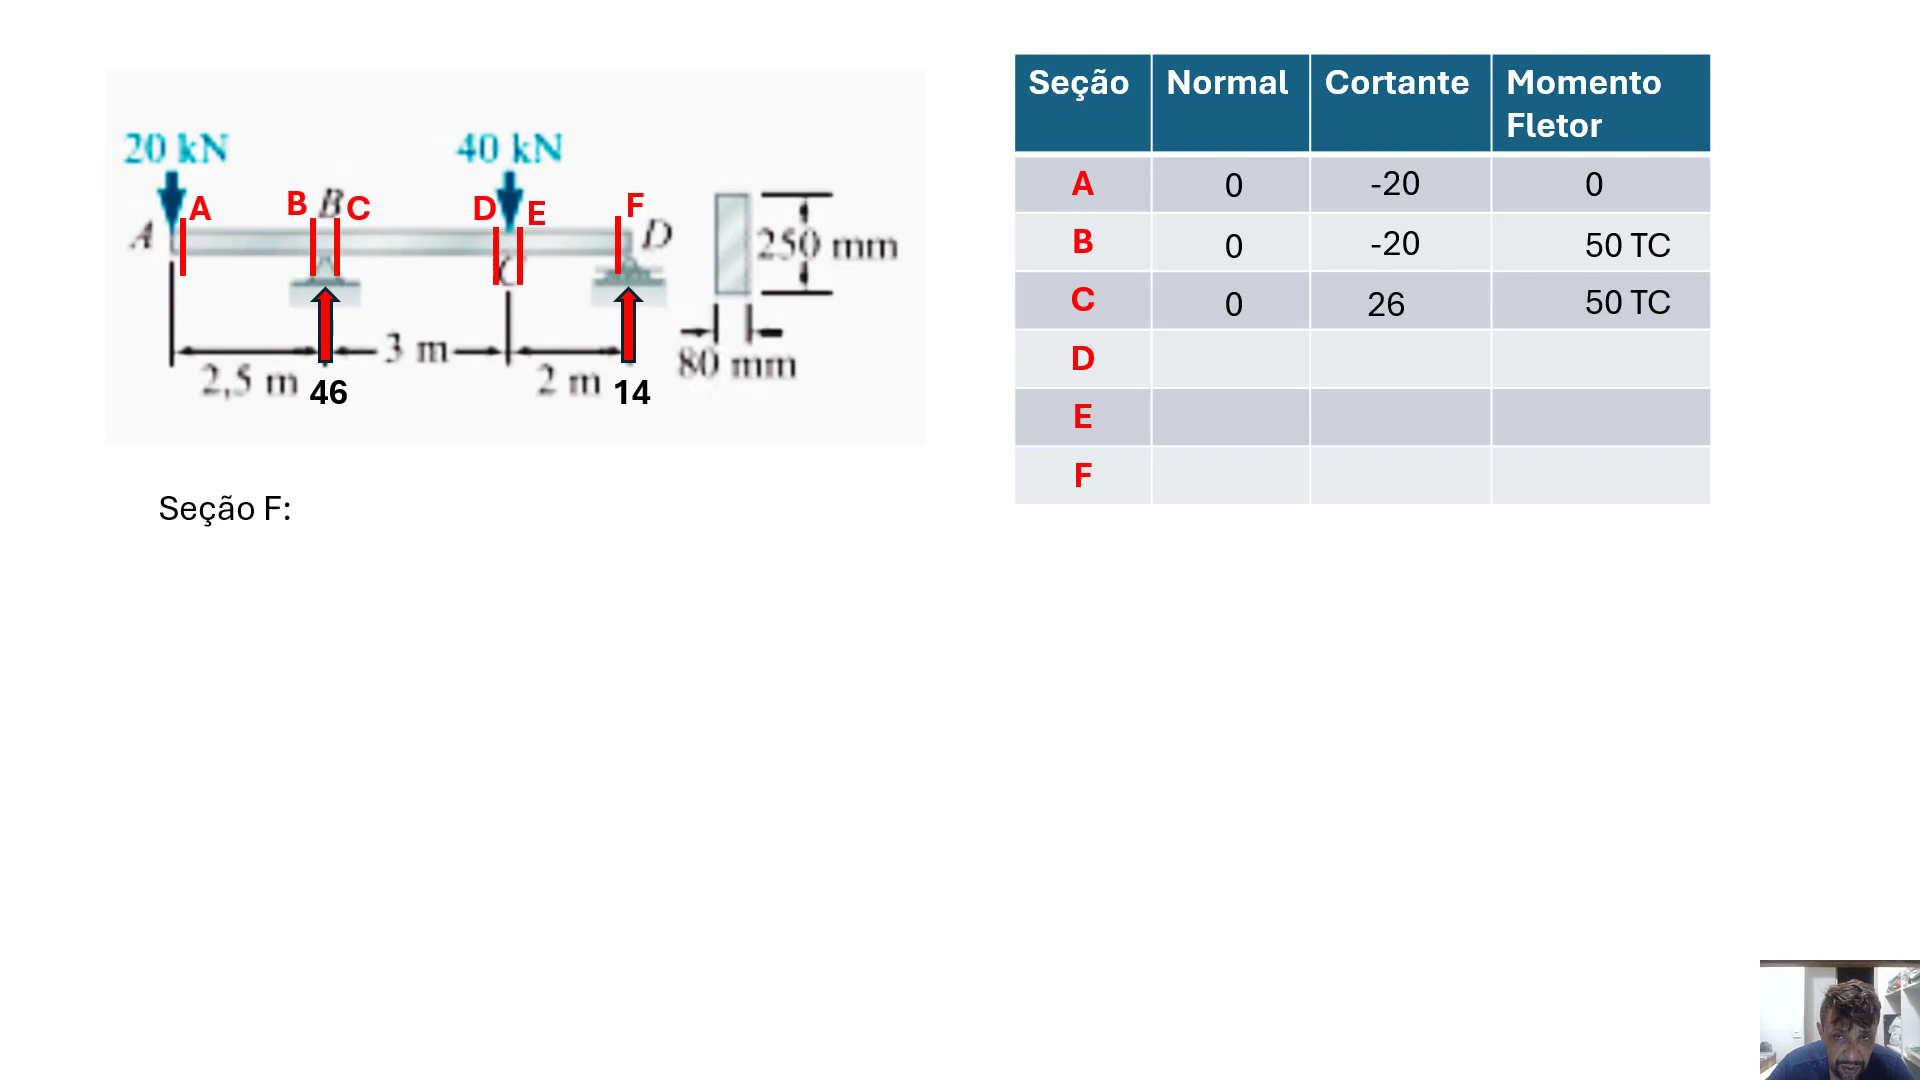 20 kN
40 kN
A
B
B
C
D
E
F
A
C
D
250 mm
80 mm
2,5 m
3 m
2 m
46
14
Seção F:
Seção Normal Cortante Momento Fletor
A 0 -20 0
B 0 -20 50 TC
C 0 26 50 TC
D
E
F